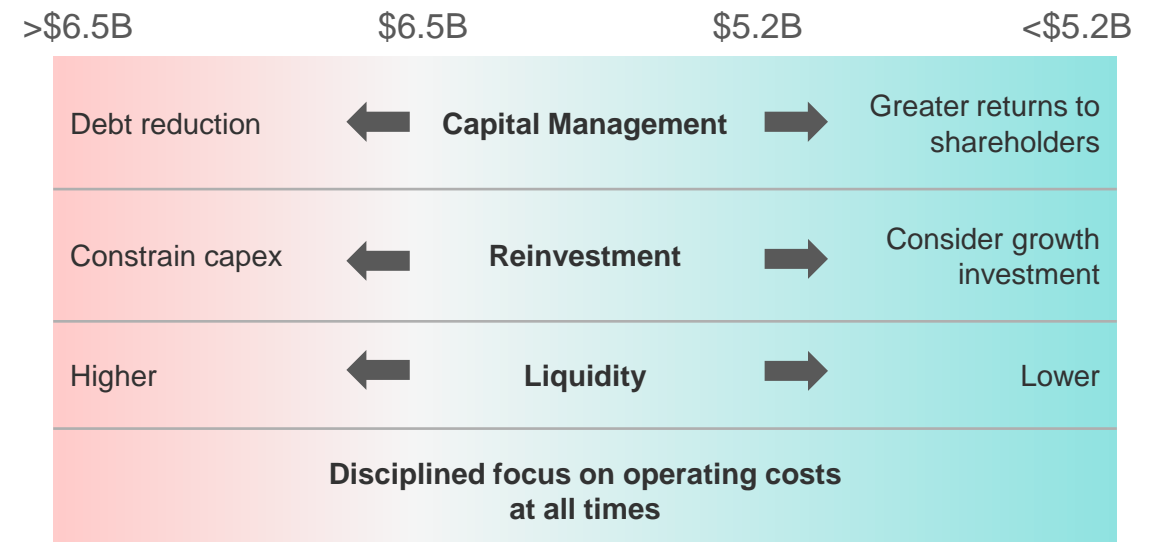 >$6.5B $6.5B $5.2B <$5.2B
Debt reduction Capital Management Greater returns to
shareholders
Constrain capex Reinvestment Consider growth
investment
Higher Liquidity Lower
Disciplined focus on operating costs
at all times